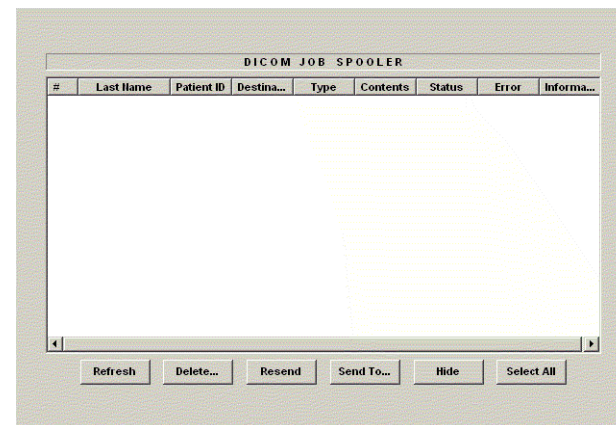 DICOM JOB SPOOLER
# Last Name Patient ID Destina... Type Contents Status Error Informa...
Refresh Delete... Resend Send To... Hide Select All